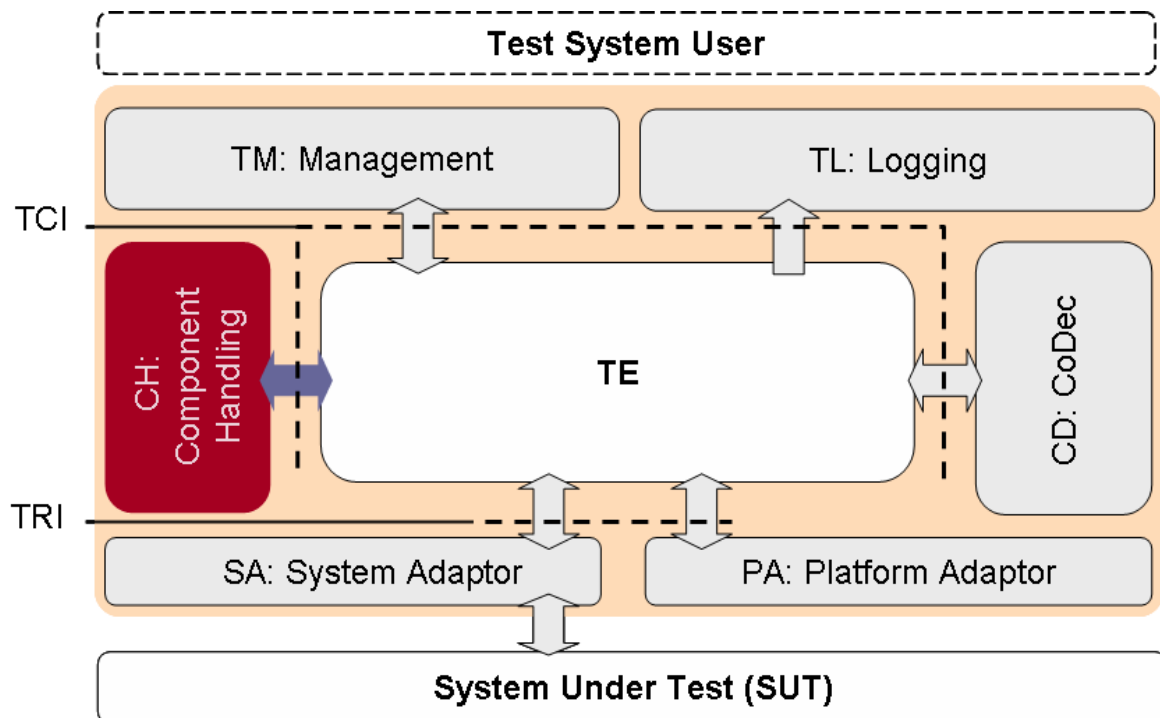 Test System User
TM: Management
TL: Logging
TCI
CH:
Component
Handling
TE
CD: CoDec
TRI
SA: System Adaptor
PA: Platform Adaptor
System Under Test (SUT)